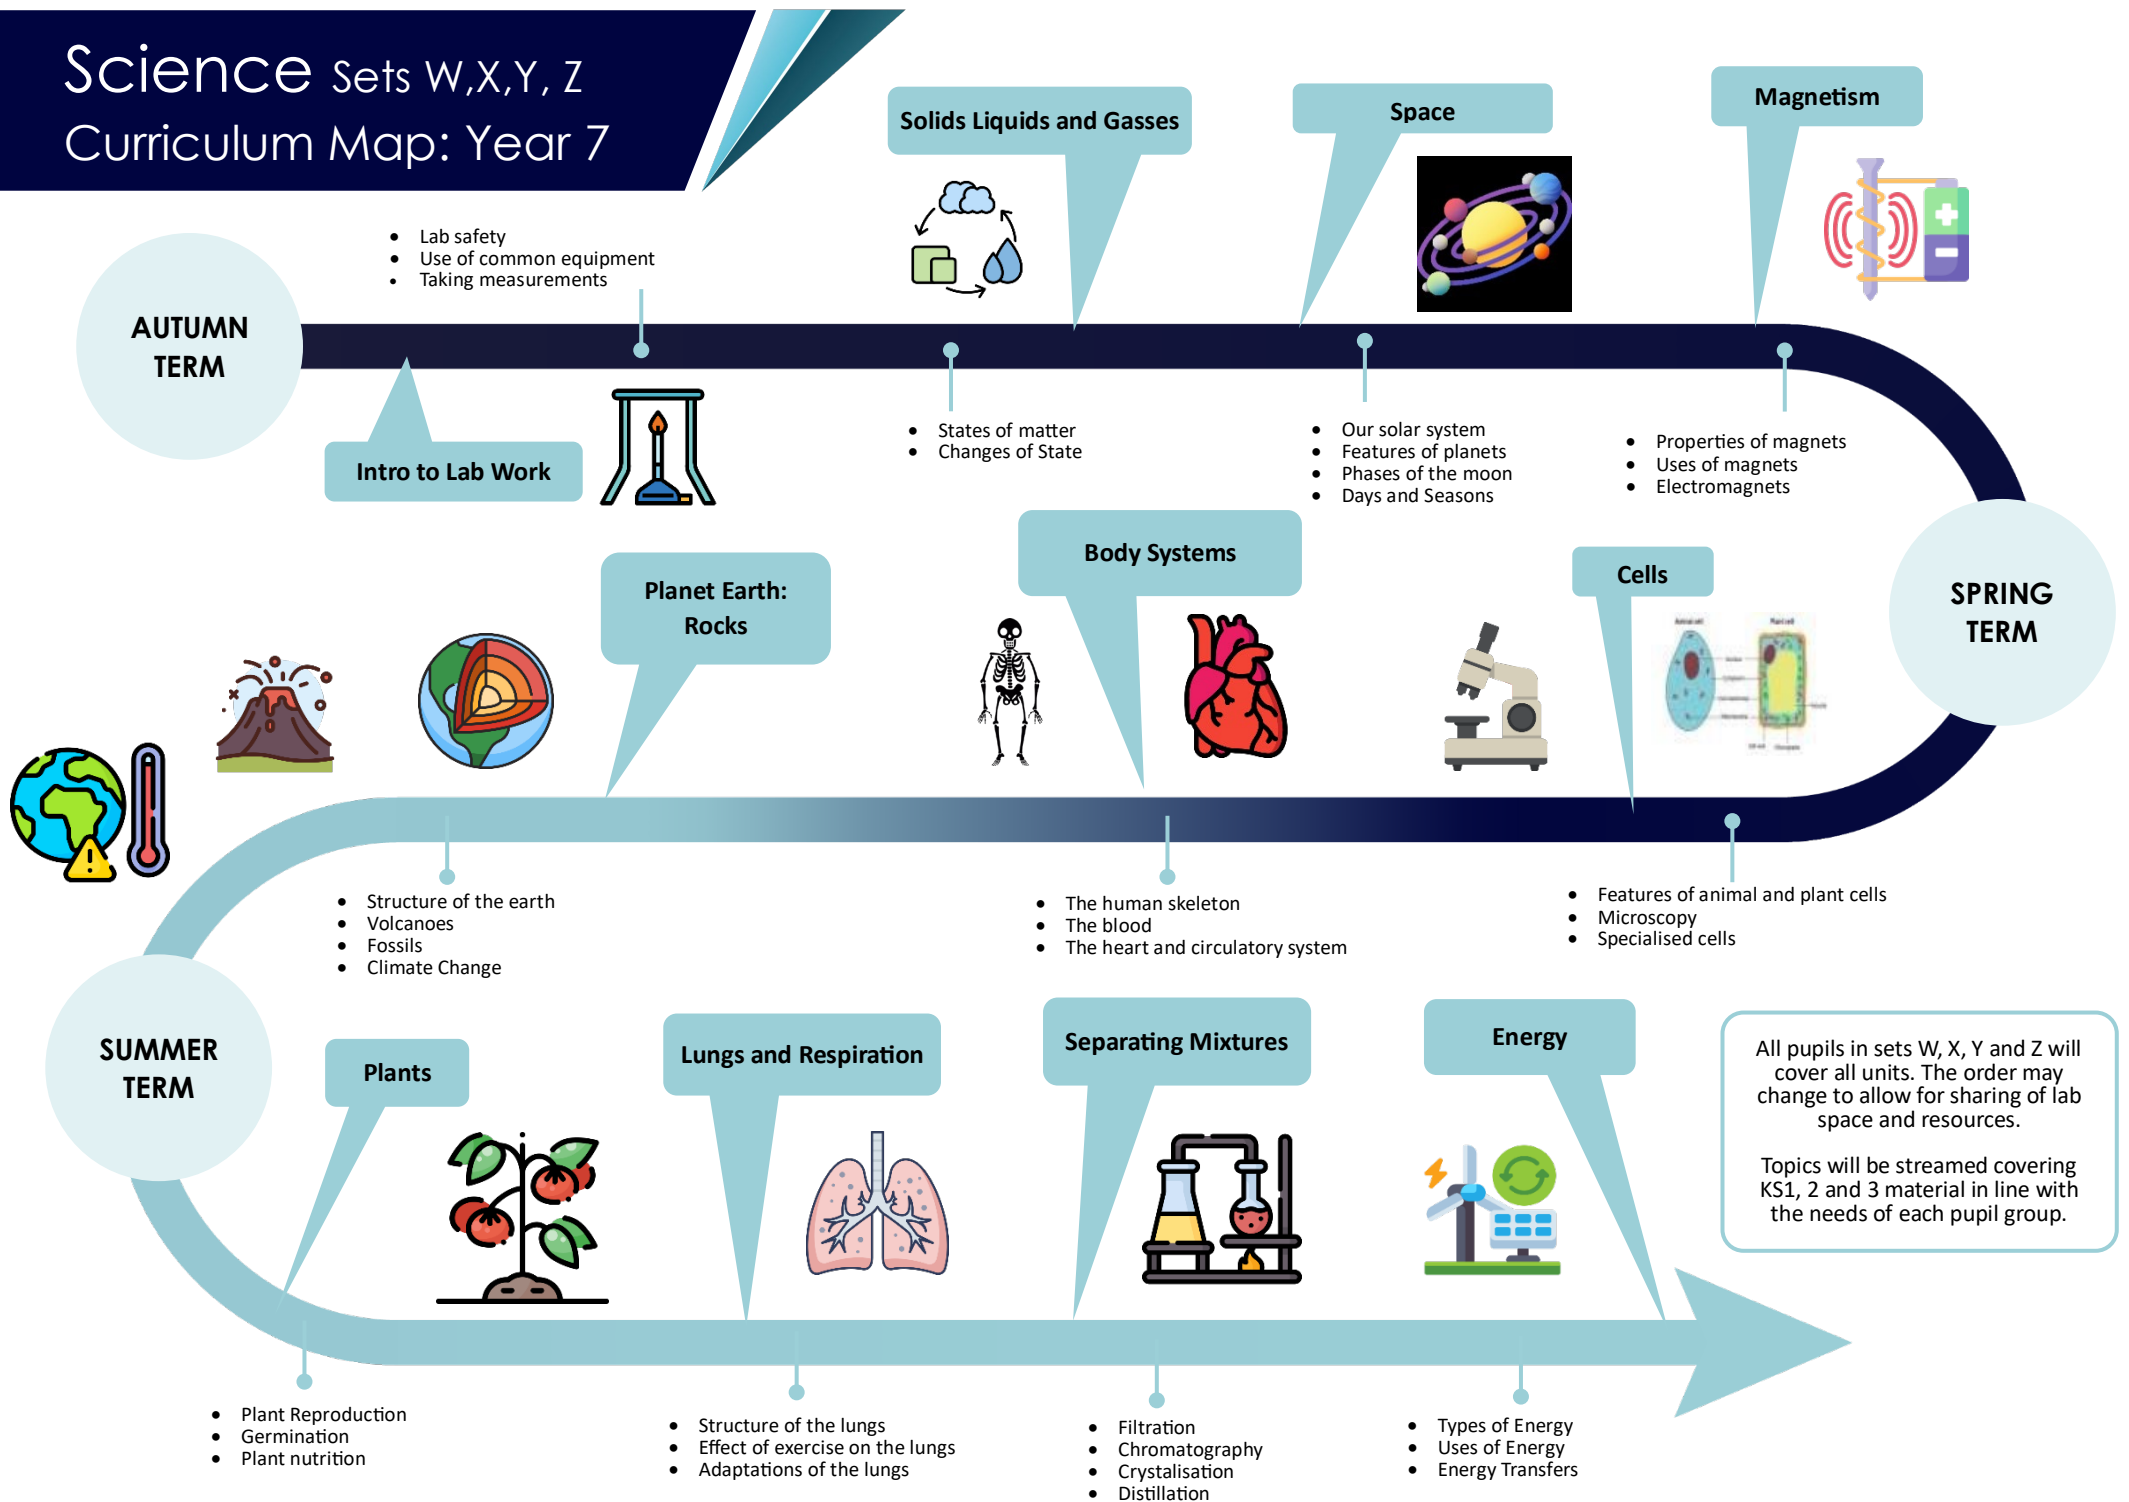 Science Sets W,X,Y, Z
Curriculum Map: Year 7
AUTUMN
TERM
Intro to Lab Work
• Lab safety
• Use of common equipment
• Taking measurements
Solids Liquids and Gasses
• States of matter
• Changes of State
Space
• Our solar system
• Features of planets
• Phases of the moon
• Days and Seasons
Magnetism
• Properties of magnets
• Uses of magnets
• Electromagnets
SPRING
TERM
Cells
Animal cell
Plant cell
• Features of animal and plant cells
• Microscopy
• Specialised cells
Body Systems
• The human skeleton
• The blood
• The heart and circulatory system
Planet Earth:
Rocks
• Structure of the earth
• Volcanoes
• Fossils
• Climate Change
SUMMER
TERM
Plants
• Plant Reproduction
• Germination
• Plant nutrition
Lungs and Respiration
• Structure of the lungs
• Effect of exercise on the lungs
• Adaptations of the lungs
Separating Mixtures
• Filtration
• Chromatography
• Crystalisation
• Distillation
Energy
• Types of Energy
• Uses of Energy
• Energy Transfers
All pupils in sets W, X, Y and Z will
cover all units. The order may
change to allow for sharing of lab
space and resources.
Topics will be streamed covering
KS1, 2 and 3 material in line with
the needs of each pupil group.